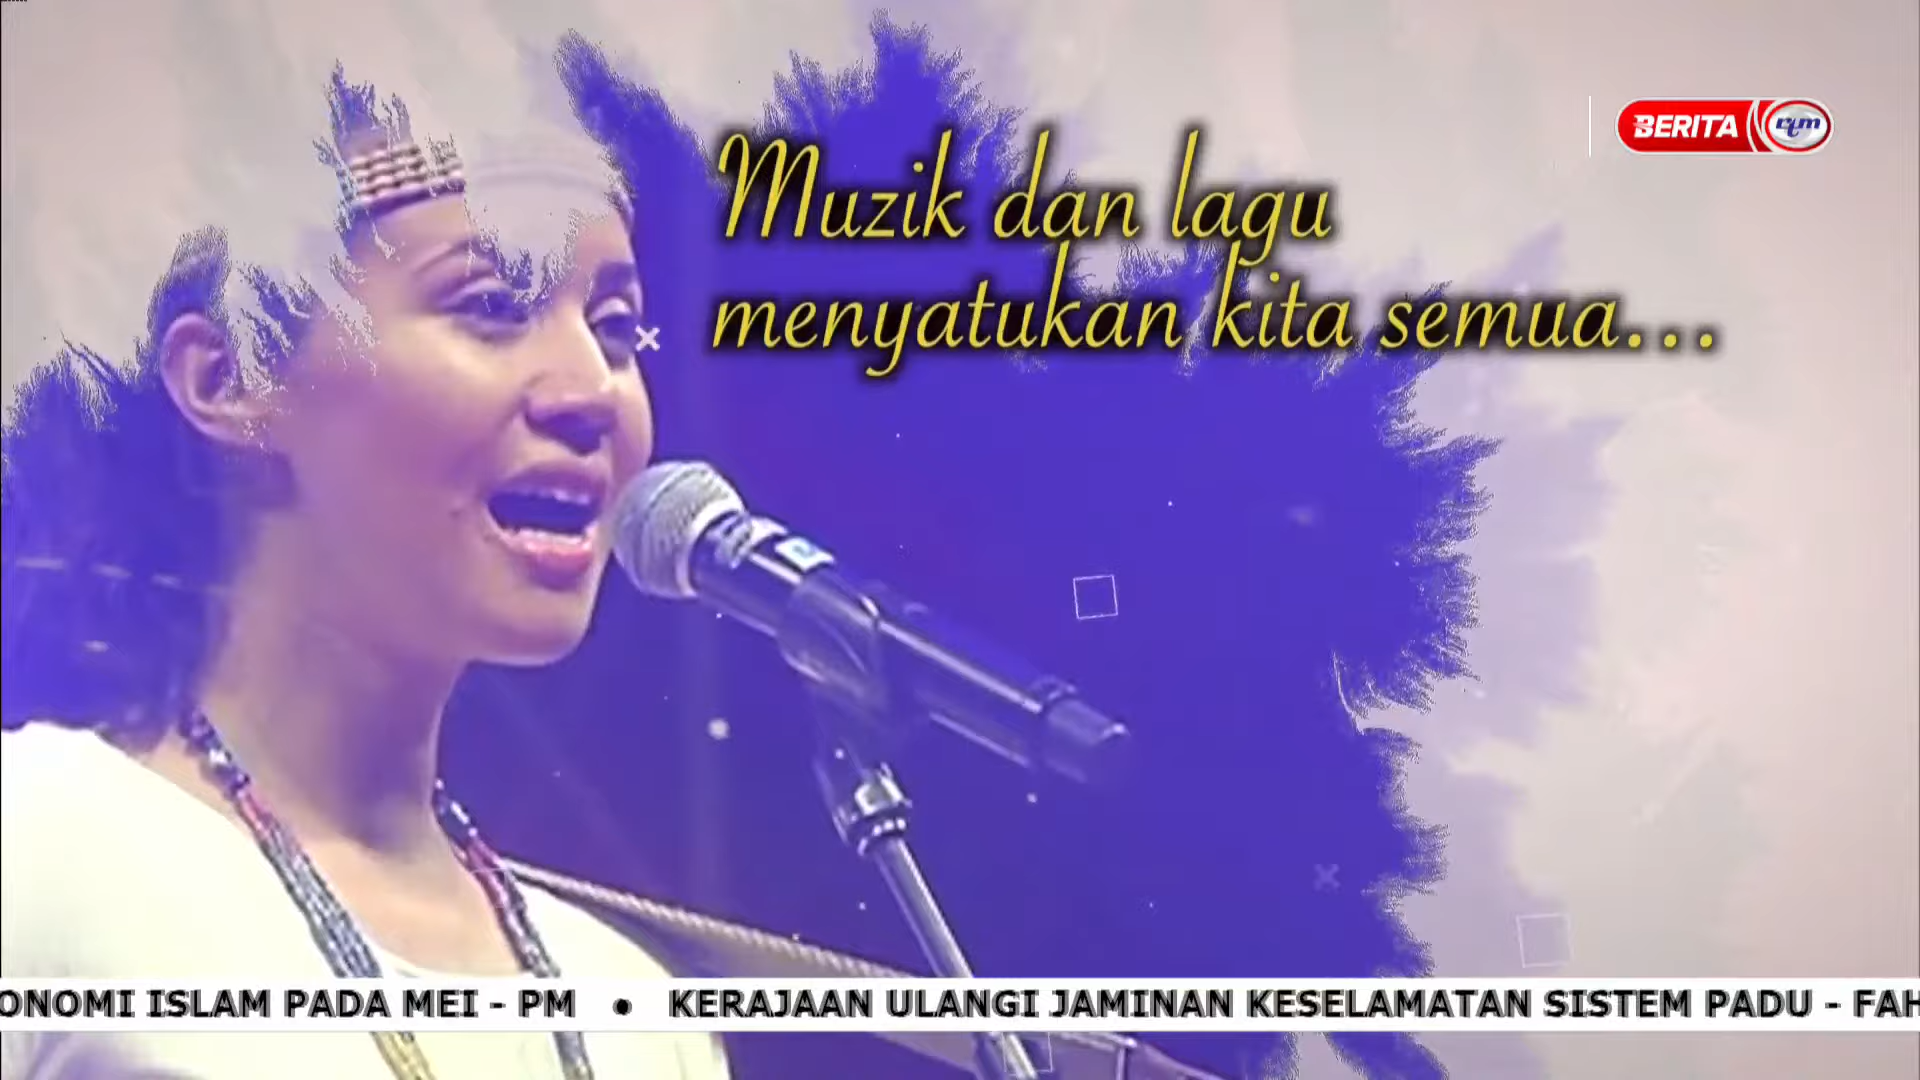 BERITA rtm
Muzik dan lagu
menyatukan kita semua...
ONOMI ISLAM PADA MEI - PM • KERAJAAN ULANGI JAMINAN KESELAMATAN SISTEM PADU - FAH